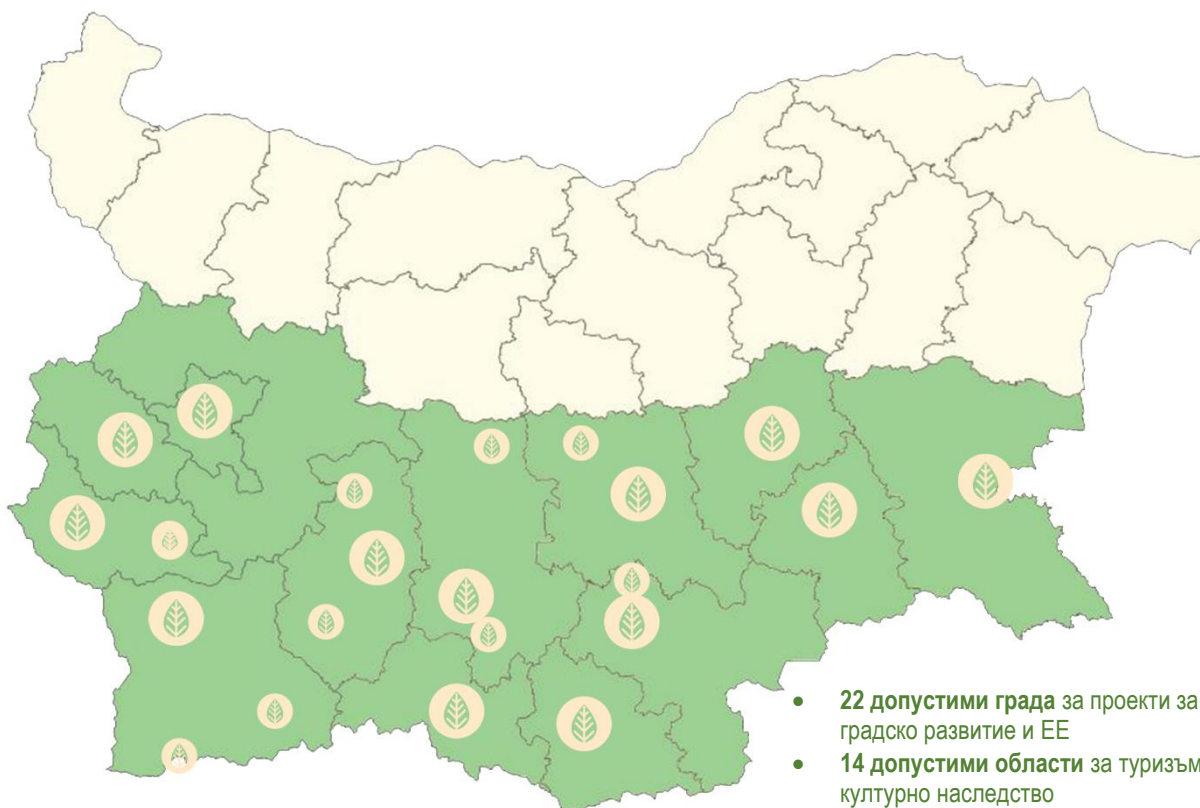 22 допустими града за проекти за
градско развитие и ЕЕ
14 допустими области за туризъм
културно наследство